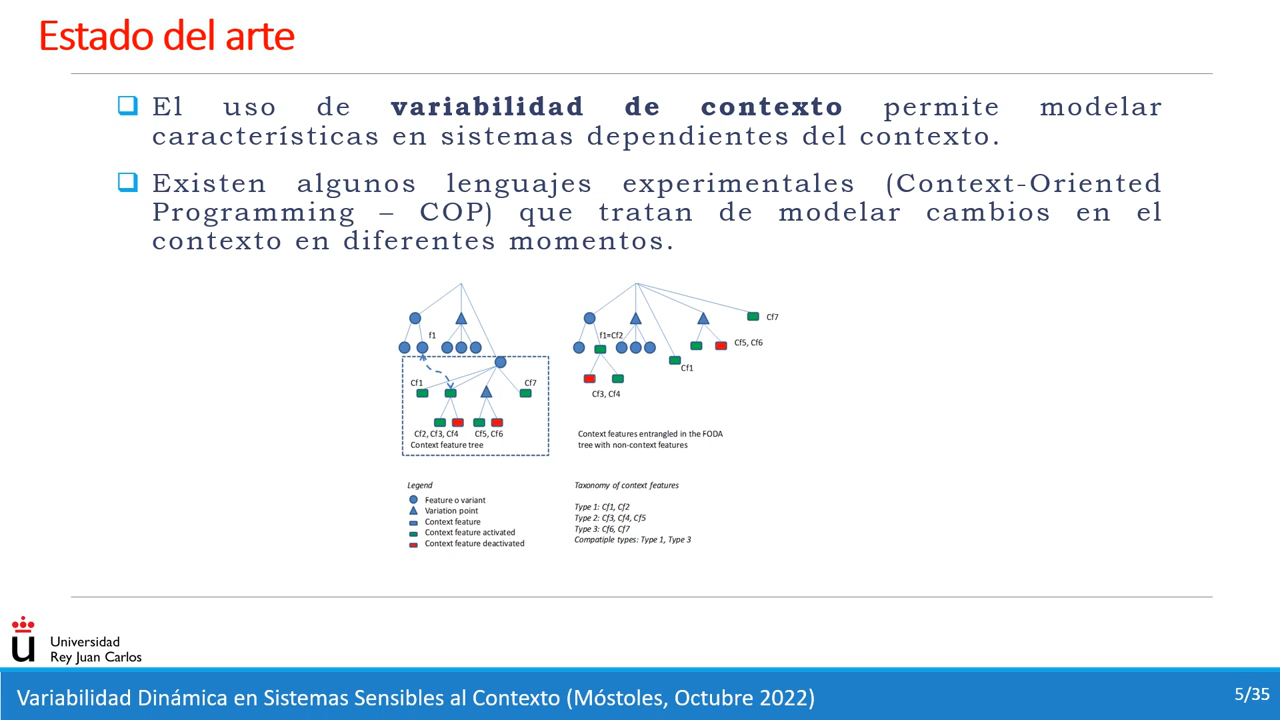 Estado del arte
El uso de variabilidad de contexto permite modelar
características en sistemas dependientes del contexto.
Existen algunos lenguajes experimentales (Context-Oriented
Programming – COP) que tratan de modelar cambios en el
contexto en diferentes momentos.
f1
Cf1
Cf7
Cf2, Cf3, Cf4
Cf5, Cf6
Context feature tree
f1=Cf2
Cf7
Cf5, Cf6
Cf1
Cf3, Cf4
Context features entrangled in the FODA
tree with non-context features
Legend
Feature o variant
Variation point
Context feature
Context feature activated
Context feature deactivated
Taxonomy of context features
Type 1: Cf1, Cf2
Type 2: Cf3, Cf4, Cf5
Type 3: Cf6, Cf7
Compatiple types: Type 1, Type 3
u
Universidad
Rey Juan Carlos
Variabilidad Dinámica en Sistemas Sensibles al Contexto (Móstoles, Octubre 2022)
5/35